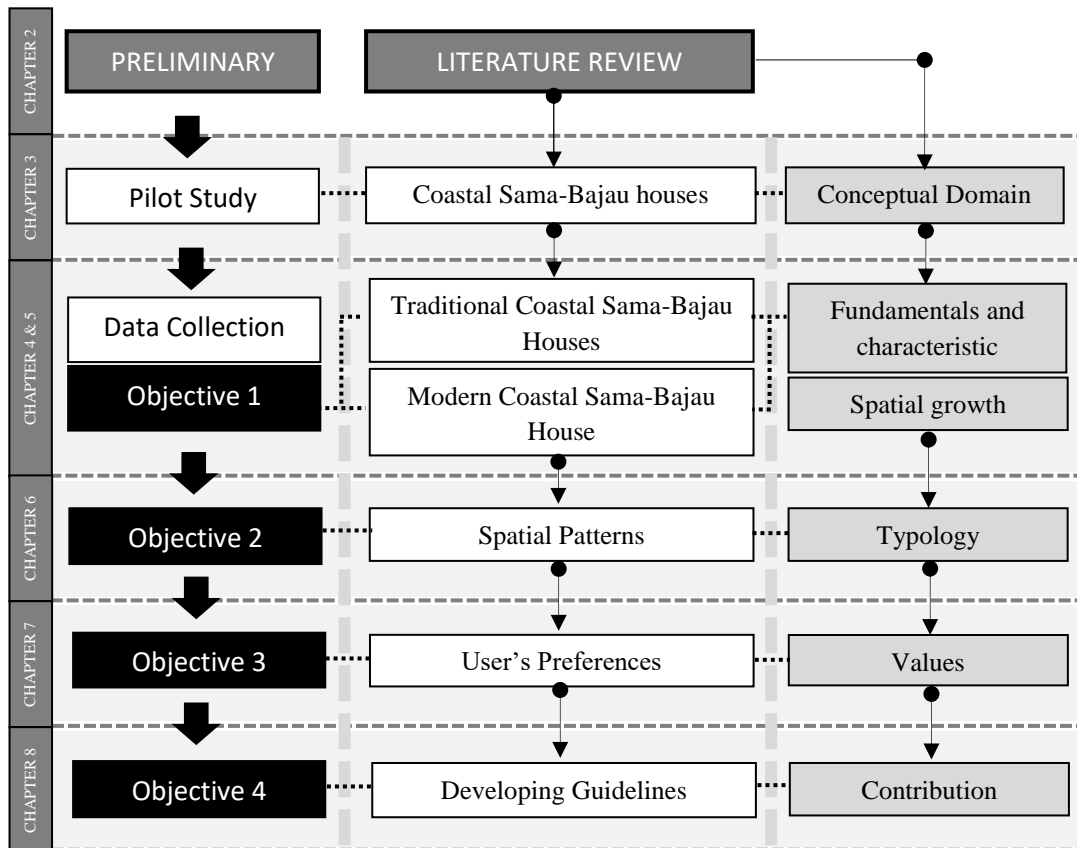 CHAPTER 2
PRELIMINARY
LITERATURE REVIEW
CHAPTER 3
Pilot Study
Coastal Sama-Bajau houses
Conceptual Domain
CHAPTER 4 & 5
Data Collection
Objective 1
Traditional Coastal Sama-Bajau
Houses
Modern Coastal Sama-Bajau
House
Fundamentals and
characteristic
Spatial growth
CHAPTER 6
Objective 2
Spatial Patterns
Typology
CHAPTER 7
Objective 3
User’s Preferences
Values
CHAPTER 8
Objective 4
Developing Guidelines
Contribution